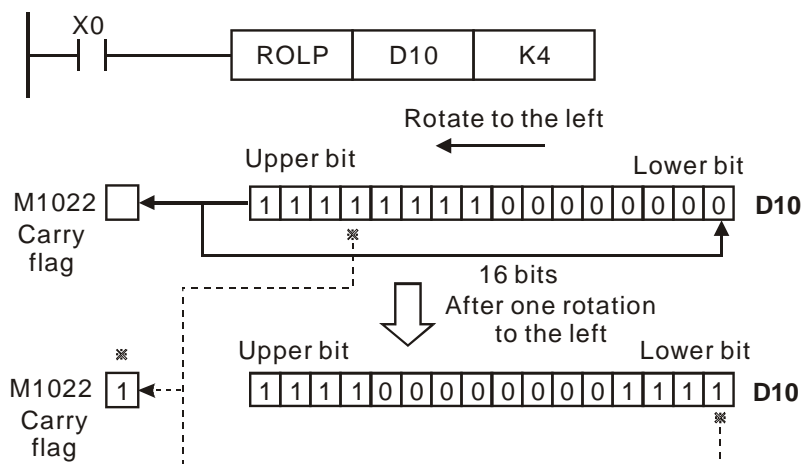 X0
ROLP D10 K4
Rotate to the left
Upper bit Lower bit
M1022 1 1 1 1 1 1 1 1 0 0 0 0 0 0 0 0 D10
Carry
flag
※
16 bits
After one rotation
to the left
※
Upper bit Lower bit
M1022 1 1 1 1 1 0 0 0 0 0 0 0 0 1 1 1 1 D10
Carry
flag
※